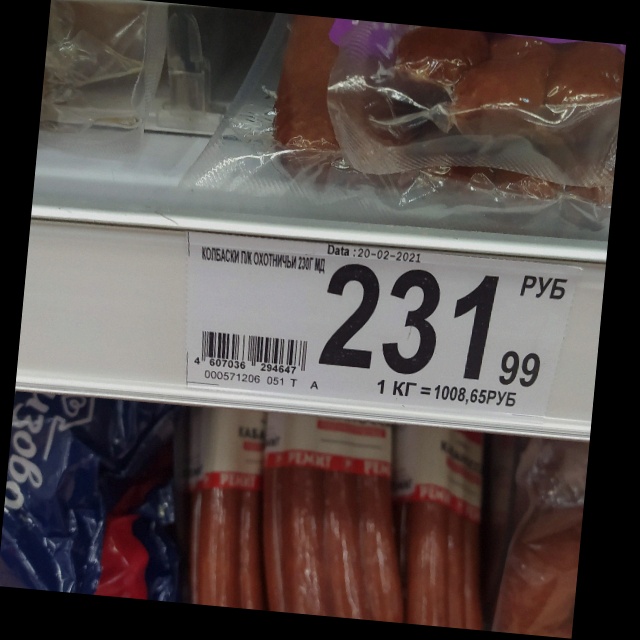 Data : 20-02-2021
КОЛБАСКИ П/К ОХОТНИЧЬИ 230Г МД
231 99 РУБ
4 607036 294647
000571206 051 Т А
1 КГ = 1008,65РУБ
РЕМИТ